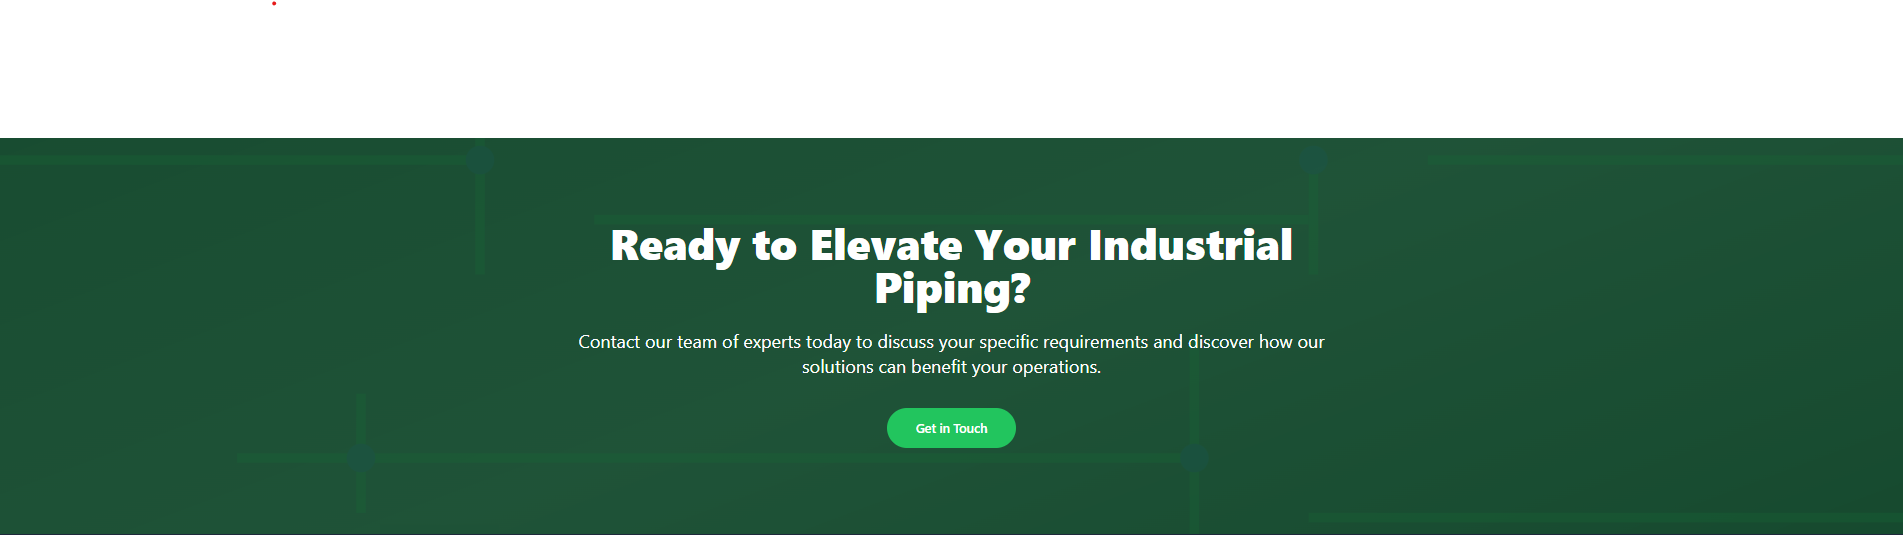 Ready to Elevate Your Industrial
Piping?
Contact our team of experts today to discuss your specific requirements and discover how our
solutions can benefit your operations.
Get in Touch